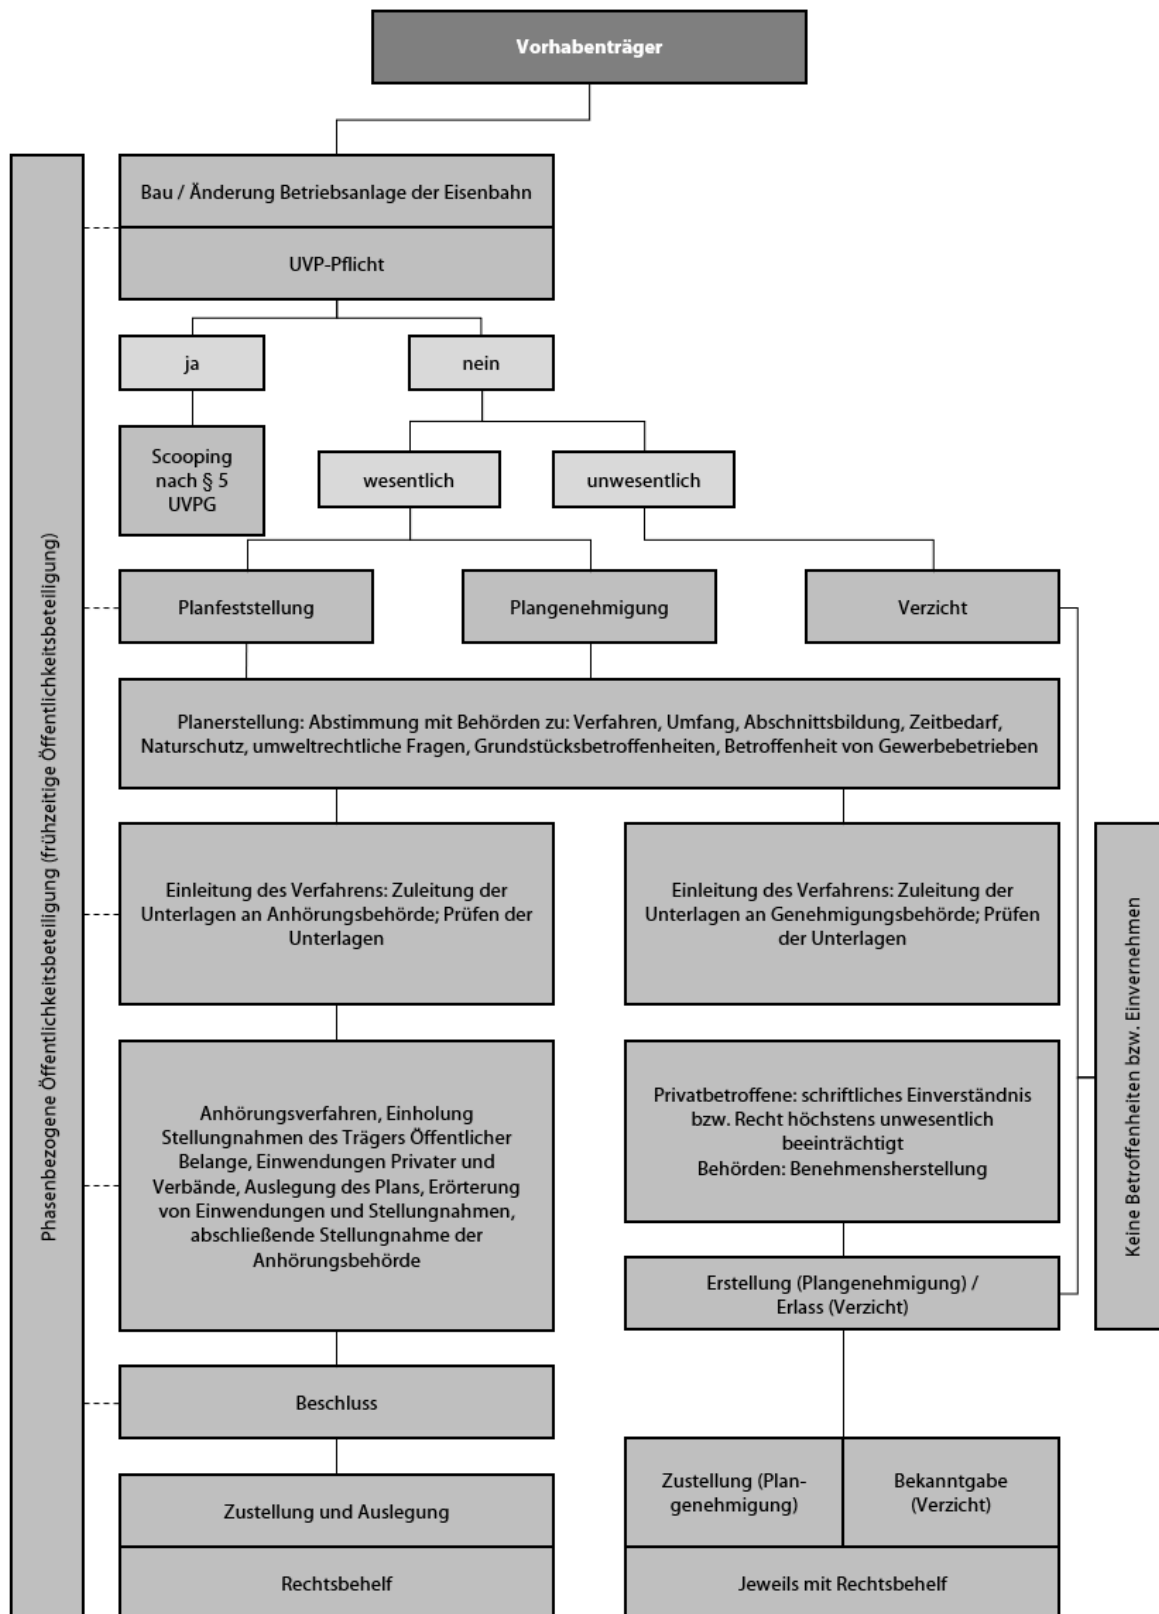 Vorhabenträger
Bau / Änderung Betriebsanlage der Eisenbahn
UVP-Pflicht
ja
nein
Scooping
nach § 5
UVPG
wesentlich
unwesentlich
Planfeststellung
Plangenehmigung
Verzicht
Planerstellung: Abstimmung mit Behörden zu: Verfahren, Umfang, Abschnittsbildung, Zeitbedarf,
Naturschutz, umweltrechtliche Fragen, Grundstücksbetroffenheiten, Betroffenheit von Gewerbebetrieben
Einleitung des Verfahrens: Zuleitung der
Unterlagen an Anhörungsbehörde; Prüfen der
Unterlagen
Einleitung des Verfahrens: Zuleitung der
Unterlagen an Genehmigungsbehörde; Prüfen
der Unterlagen
Anhörungsverfahren, Einholung
Stellungnahmen des Trägers Öffentlicher
Belange, Einwendungen Privater und
Verbände, Auslegung des Plans, Erörterung
von Einwendungen und Stellungnahmen,
abschließende Stellungnahme der
Anhörungsbehörde
Privatbetroffene: schriftliches Einverständnis
bzw. Recht höchstens unwesentlich
beeinträchtigt
Behörden: Benehmensherstellung
Erstellung (Plangenehmigung) /
Erlass (Verzicht)
Beschluss
Zustellung und Auslegung
Rechtsbehelf
Zustellung (Plan-
genehmigung)
Bekanntgabe
(Verzicht)
Jeweils mit Rechtsbehelf
Phasenbezogene Öffentlichkeitsbeteiligung (frühzeitige Öffentlichkeitsbeteiligung)
Keine Betroffenheiten bzw. Einvernehmen